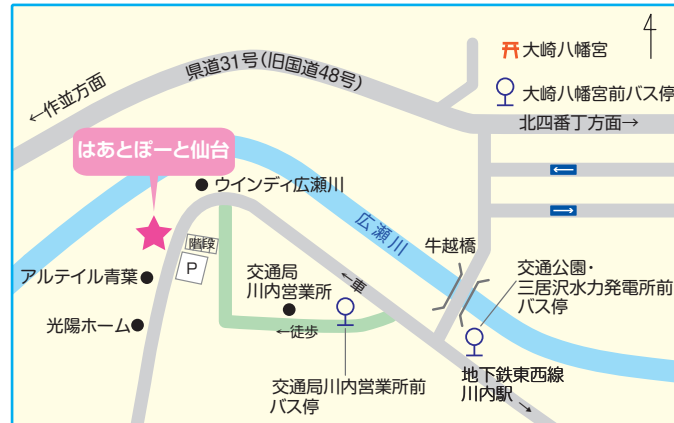 大崎八幡宮
大崎八幡宮前バス停
県道31号(旧国道48号)
←作並方面
北四番丁方面→
はあとぽーと仙台
←
→
ウインディ広瀬川
広瀬川
牛越橋
階段
P
アルテイル青葉
光陽ホーム
交通局
川内営業所
←車
←徒歩
交通公園・
三居沢水力発電所前
バス停
交通局川内営業所前
バス停
地下鉄東西線
川内駅→